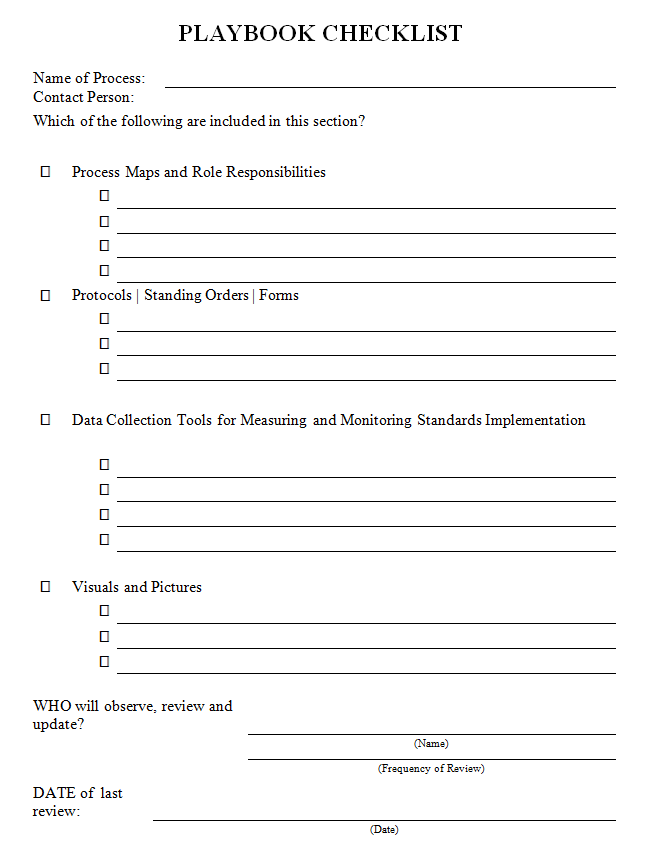 PLAYBOOK CHECKLIST
Name of Process:
Contact Person:
Which of the following are included in this section?
Process Maps and Role Responsibilities
Protocols | Standing Orders | Forms
Data Collection Tools for Measuring and Monitoring Standards Implementation
Visuals and Pictures
WHO will observe, review and
update?
(Name)
(Frequency of Review)
DATE of last
review:
(Date)